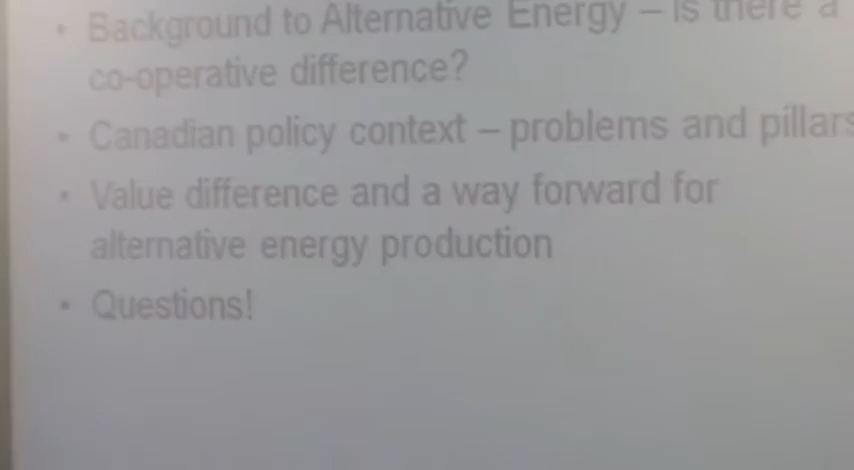 • Background to Alternative Energy – is there a
co-operative difference?
• Canadian policy context – problems and pillars
• Value difference and a way forward for
alternative energy production
• Questions!